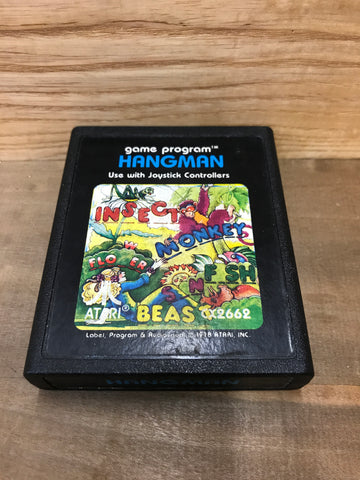 game program™
HANGMAN
Use with Joystick Controllers
INSECT
MONKEY
FLOWER
FISH
ATARI®
BEAS
CX2662
Label, Program & Audiovisual © 1978 ATARI, INC.
HANGMAN